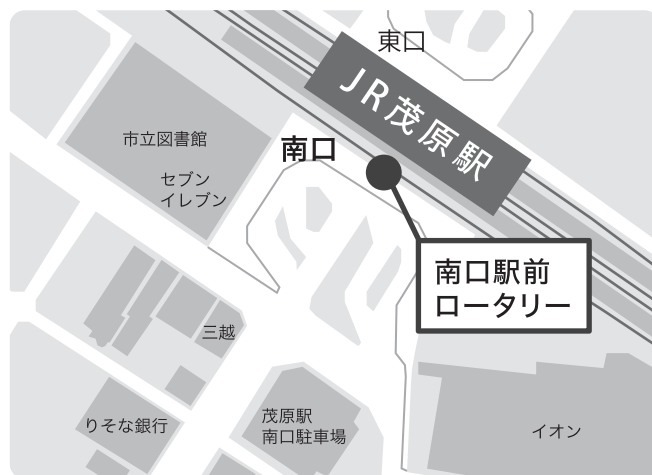 東口
JR茂原駅
南口
市立図書館
セブン
イレブン
南口駅前
ロータリー
三越
りそな銀行
茂原駅
南口駐車場
イオン